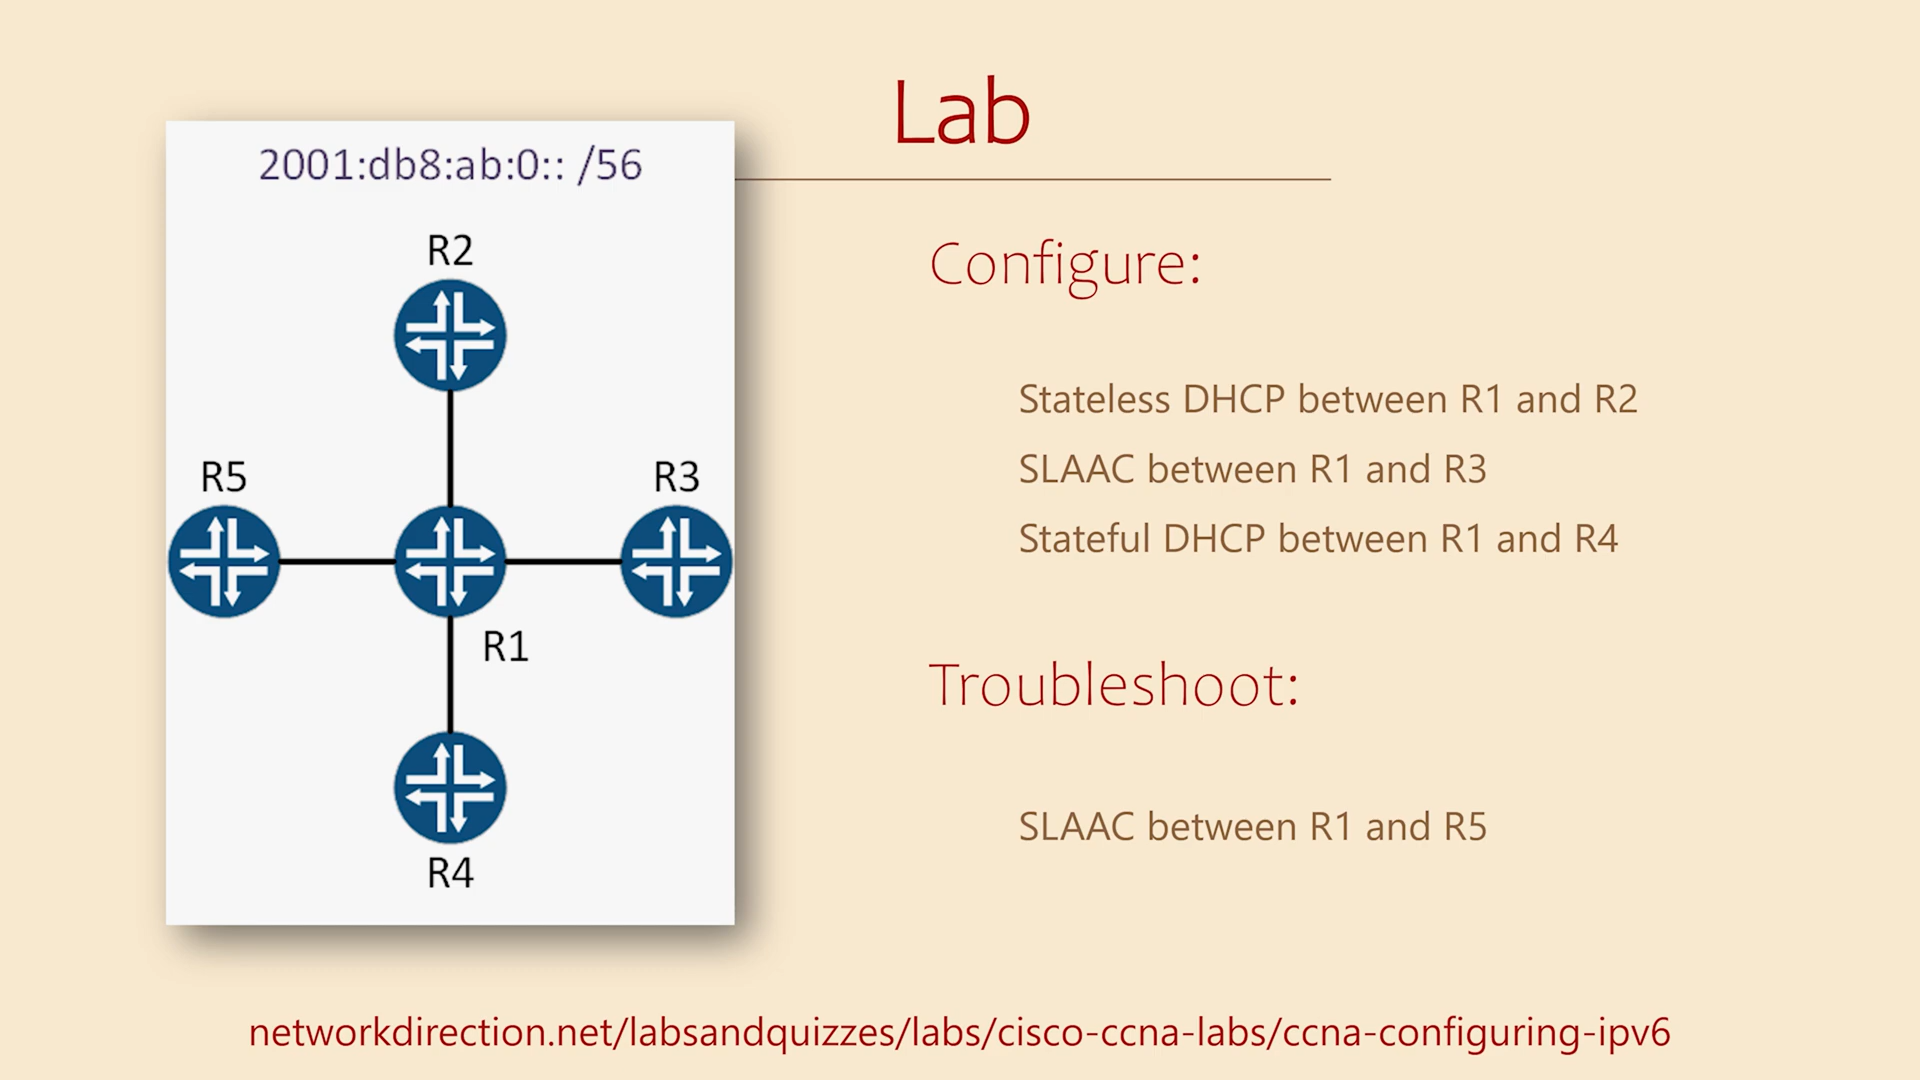 Lab
2001:db8:ab:0:: /56
R2
R5
R3
R1
R4
Configure:
Stateless DHCP between R1 and R2
SLAAC between R1 and R3
Stateful DHCP between R1 and R4
Troubleshoot:
SLAAC between R1 and R5
networkdirection.net/labsandquizzes/labs/cisco-ccna-labs/ccna-configuring-ipv6